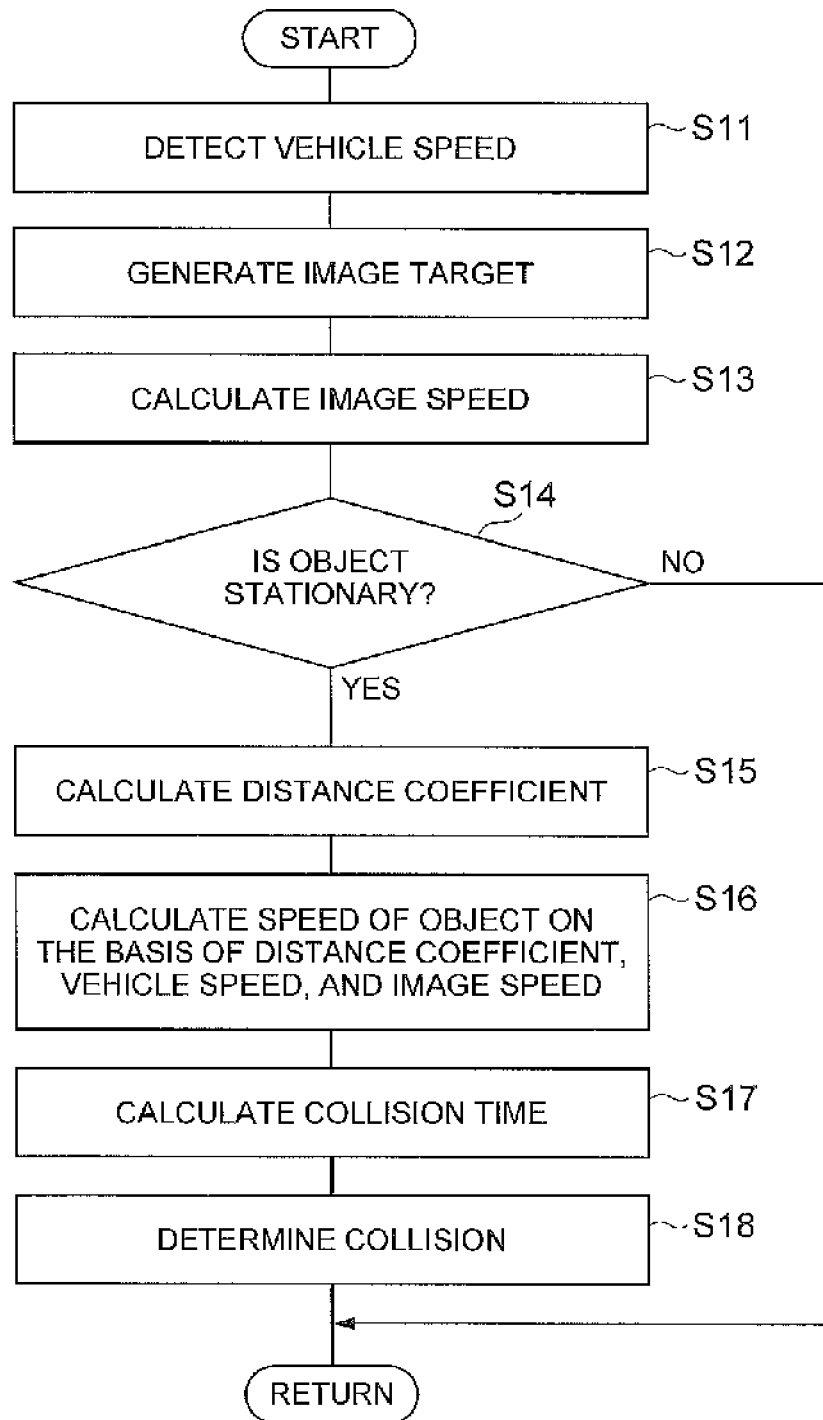 START
DETECT VEHICLE SPEED
S11
GENERATE IMAGE TARGET
S12
CALCULATE IMAGE SPEED
S13
S14
IS OBJECT
STATIONARY?
NO
YES
CALCULATE DISTANCE COEFFICIENT
S15
CALCULATE SPEED OF OBJECT ON
THE BASIS OF DISTANCE COEFFICIENT,
VEHICLE SPEED, AND IMAGE SPEED
S16
CALCULATE COLLISION TIME
S17
DETERMINE COLLISION
S18
RETURN